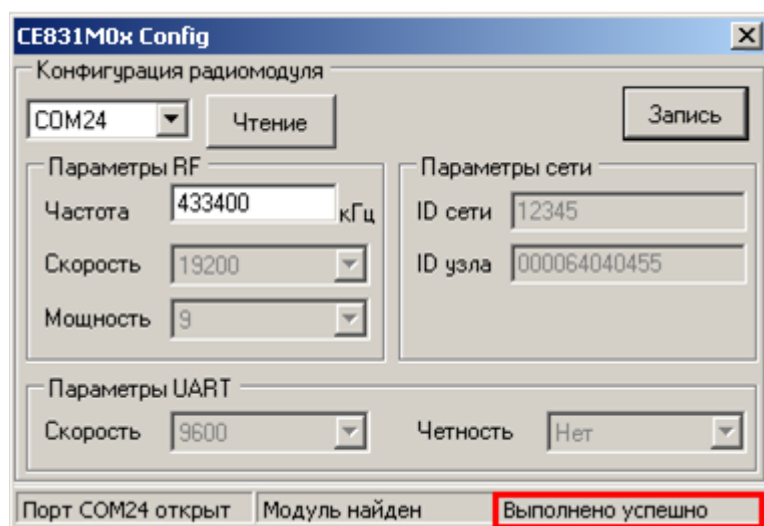 CE831M0x Config
Конфигурация радиомодуля
COM24 Чтение Запись
Параметры RF Параметры сети
Частота 433400 кГц ID сети 12345
Скорость 19200 ID узла 000064040455
Мощность 9
Параметры UART
Скорость 9600 Четность Нет
Порт COM24 открыт Модуль найден Выполнено успешно